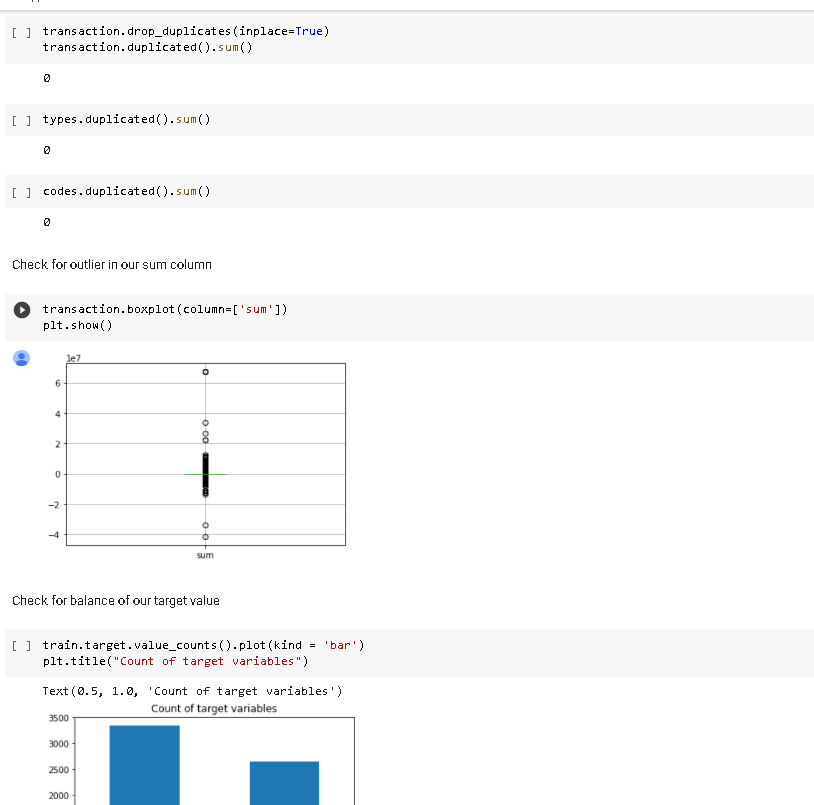 [ ] transaction.drop_duplicates(inplace=True)
transaction.duplicated().sum()
0
[ ] types.duplicated().sum()
0
[ ] codes.duplicated().sum()
0
Check for outlier in our sum column
transaction.boxplot(column=['sum'])
plt.show()
1e7
6
4
2
0
−2
−4
sum
Check for balance of our target value
[ ] train.target.value_counts().plot(kind = 'bar')
plt.title("Count of target variables")
Text(0.5, 1.0, 'Count of target variables')
Count of target variables
3500
3000
2500
2000